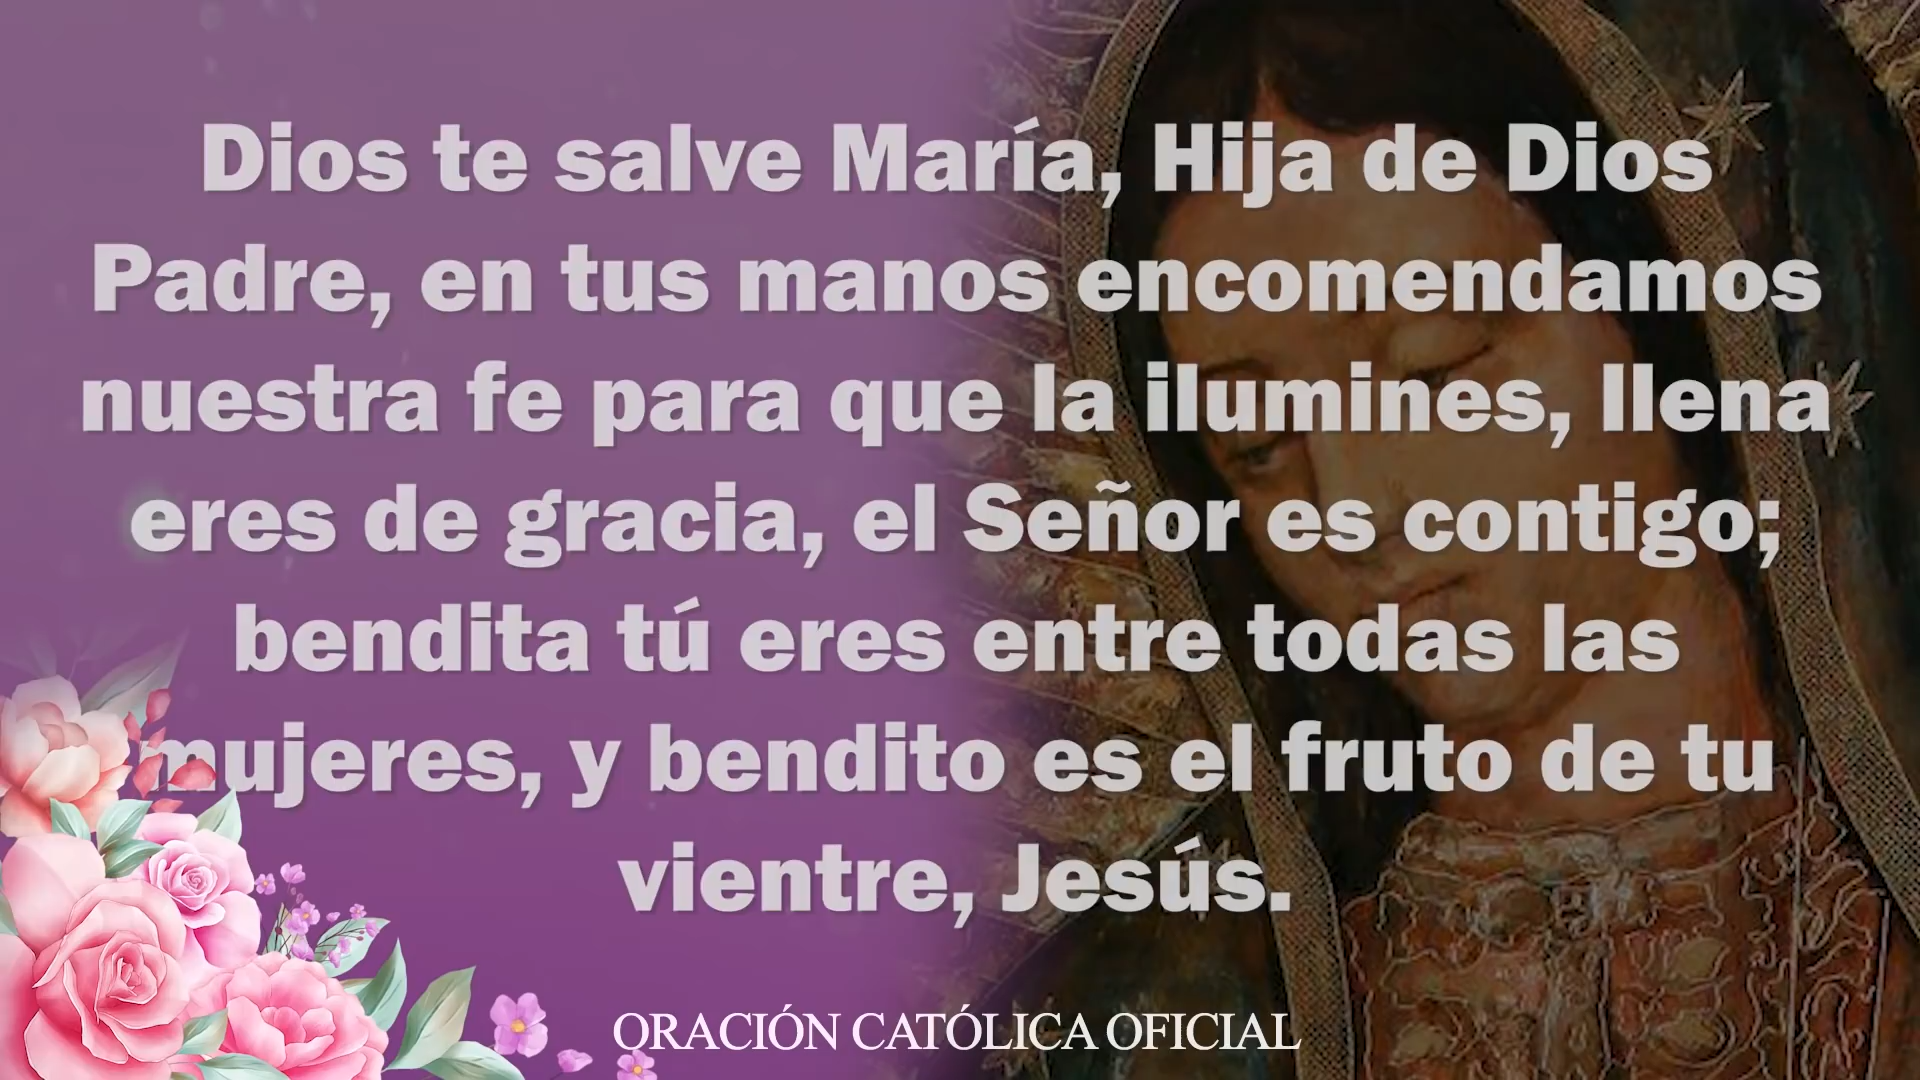 Dios te salve María, Hija de Dios
Padre, en tus manos encomendamos
nuestra fe para que la ilumines, llena
eres de gracia, el Señor es contigo;
bendita tú eres entre todas las
mujeres, y bendito es el fruto de tu
vientre, Jesús.
ORACIÓN CATÓLICA OFICIAL